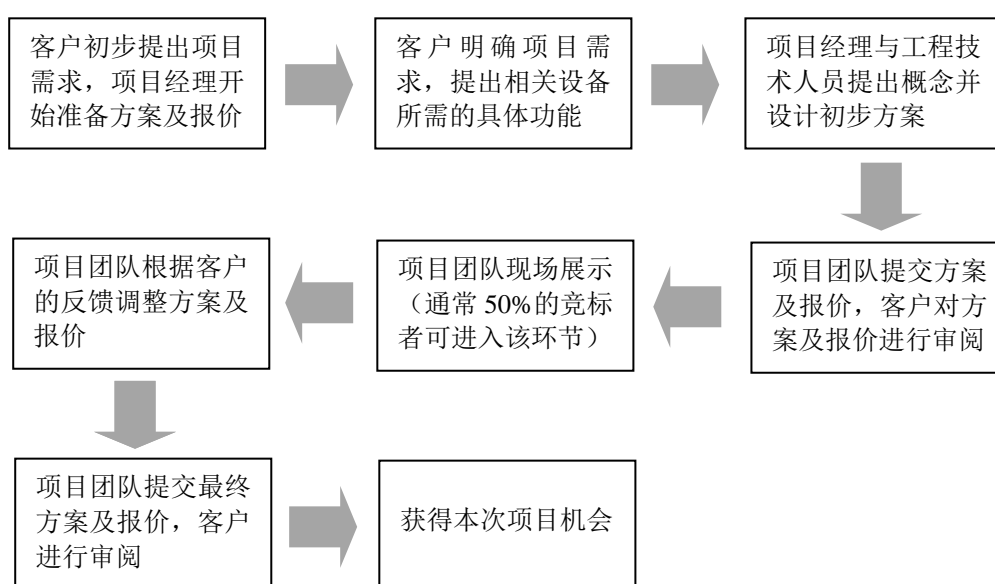 客户初步提出项目
需求，项目经理开
始准备方案及报价
客户明确项目需
求，提出相关设备
所需的具体功能
项目经理与工程技
术人员提出概念并
设计初步方案
项目团队提交方案
及报价，客户对方
案及报价进行审阅
项目团队现场展示
（通常 50%的竞标
者可进入该环节）
项目团队根据客户
的反馈调整方案及
报价
项目团队提交最终
方案及报价，客户
进行审阅
获得本次项目机会